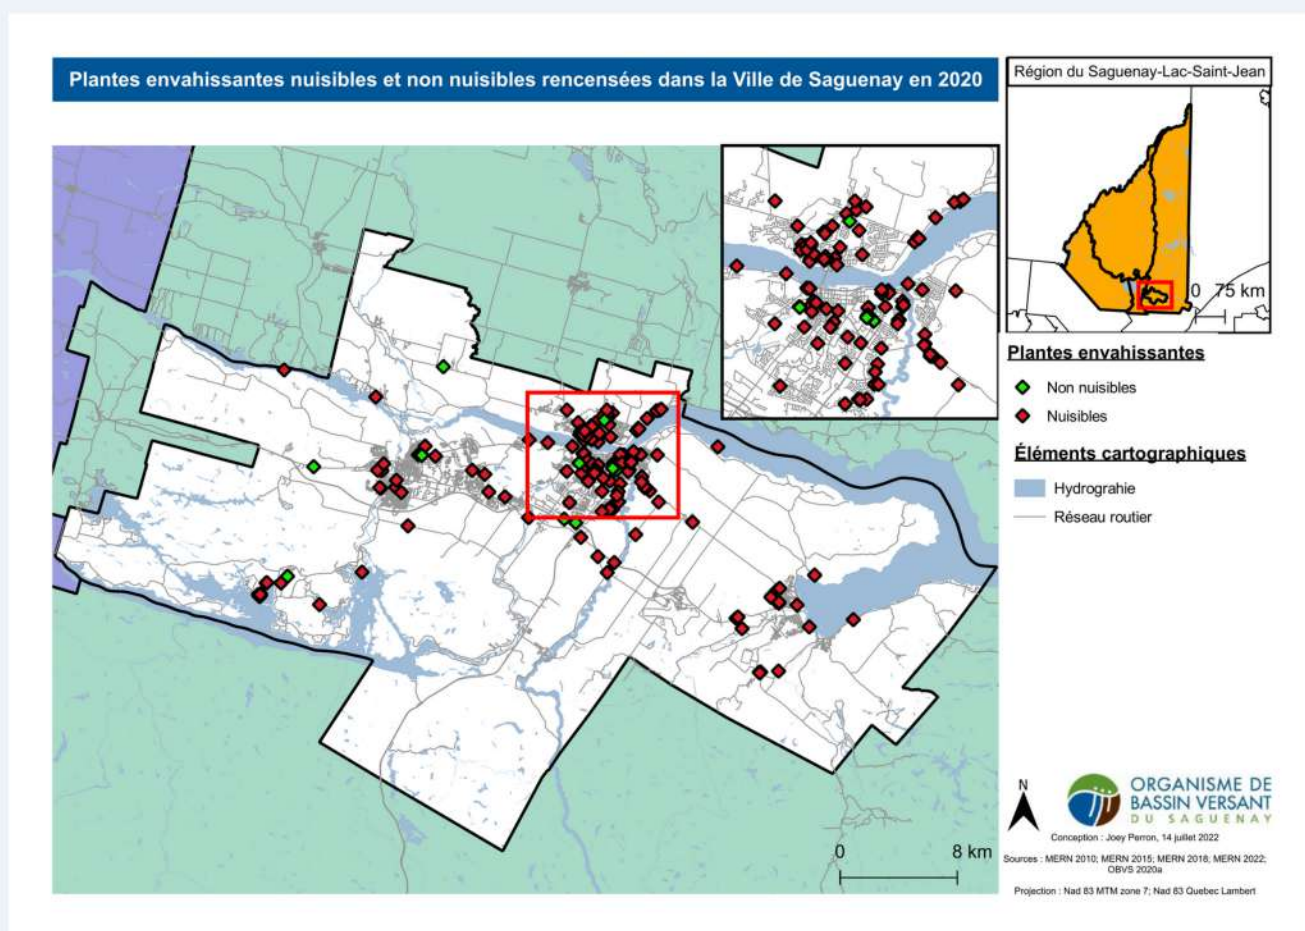 Plantes envahissantes nuisibles et non nuisibles rencensées dans la Ville de Saguenay en 2020
Région du Saguenay-Lac-Saint-Jean
0 75 km
Plantes envahissantes
Non nuisibles
Nuisibles
Éléments cartographiques
Hydrograhie
Réseau routier
N
ORGANISME DE
BASSIN VERSANT
DU SAGUENAY
Conception : Joey Perron, 14 juillet 2022
Sources : MERN 2010; MERN 2015; MERN 2018; MERN 2022;
OBVS 2020a
Projection : Nad 83 MTM zone 7; Nad 83 Quebec Lambert
0 8 km